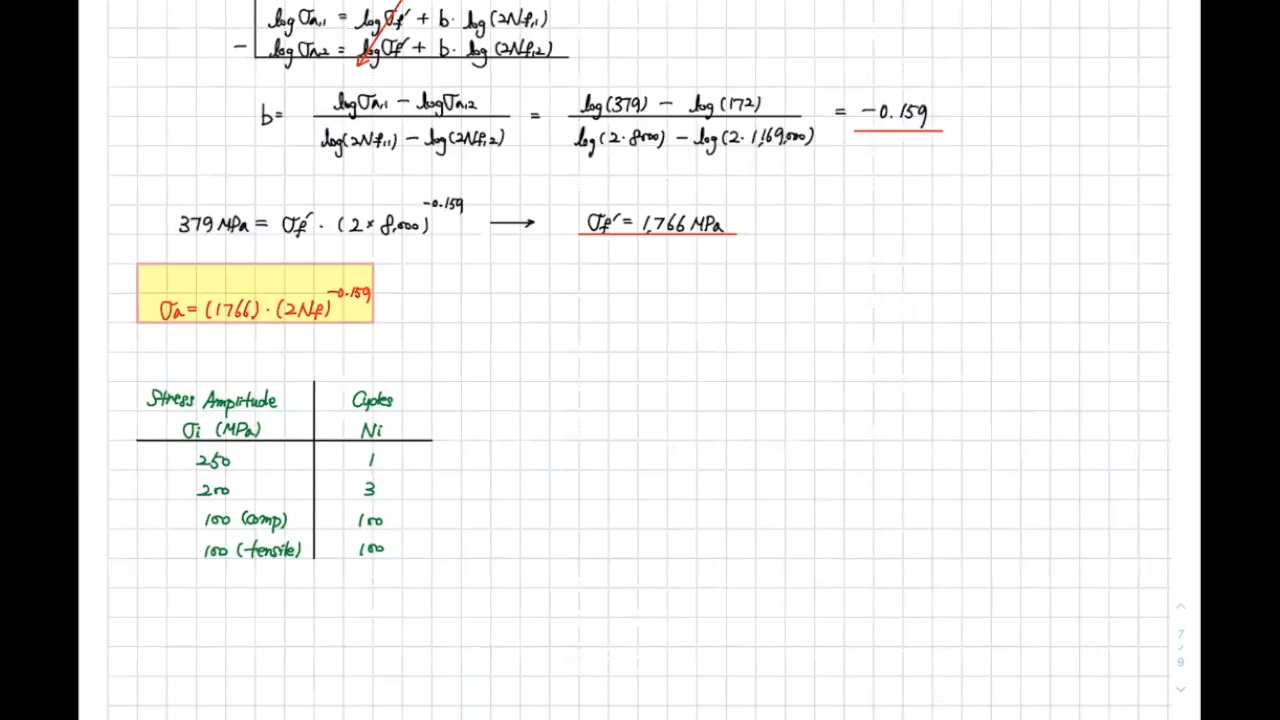 log σa,1 = log σf′ + b · log(2Nf,1)
− log σa,2 = log σf′ + b · log(2Nf,2)
b = (log σa,1 − log σa,2) / (log(2Nf,1) − log(2Nf,2)) = (log(379) − log(172)) / (log(2·8000) − log(2·1,169,000)) = −0.159
379 MPa = σf′ · (2 × 8,000)^−0.159 → σf′ = 1,766 MPa
σa = (1766) · (2Nf)^−0.159
Stress Amplitude Cycles
σi (MPa) Ni
250 1
200 3
100 (comp) 100
100 (tensile) 100
7
/
9